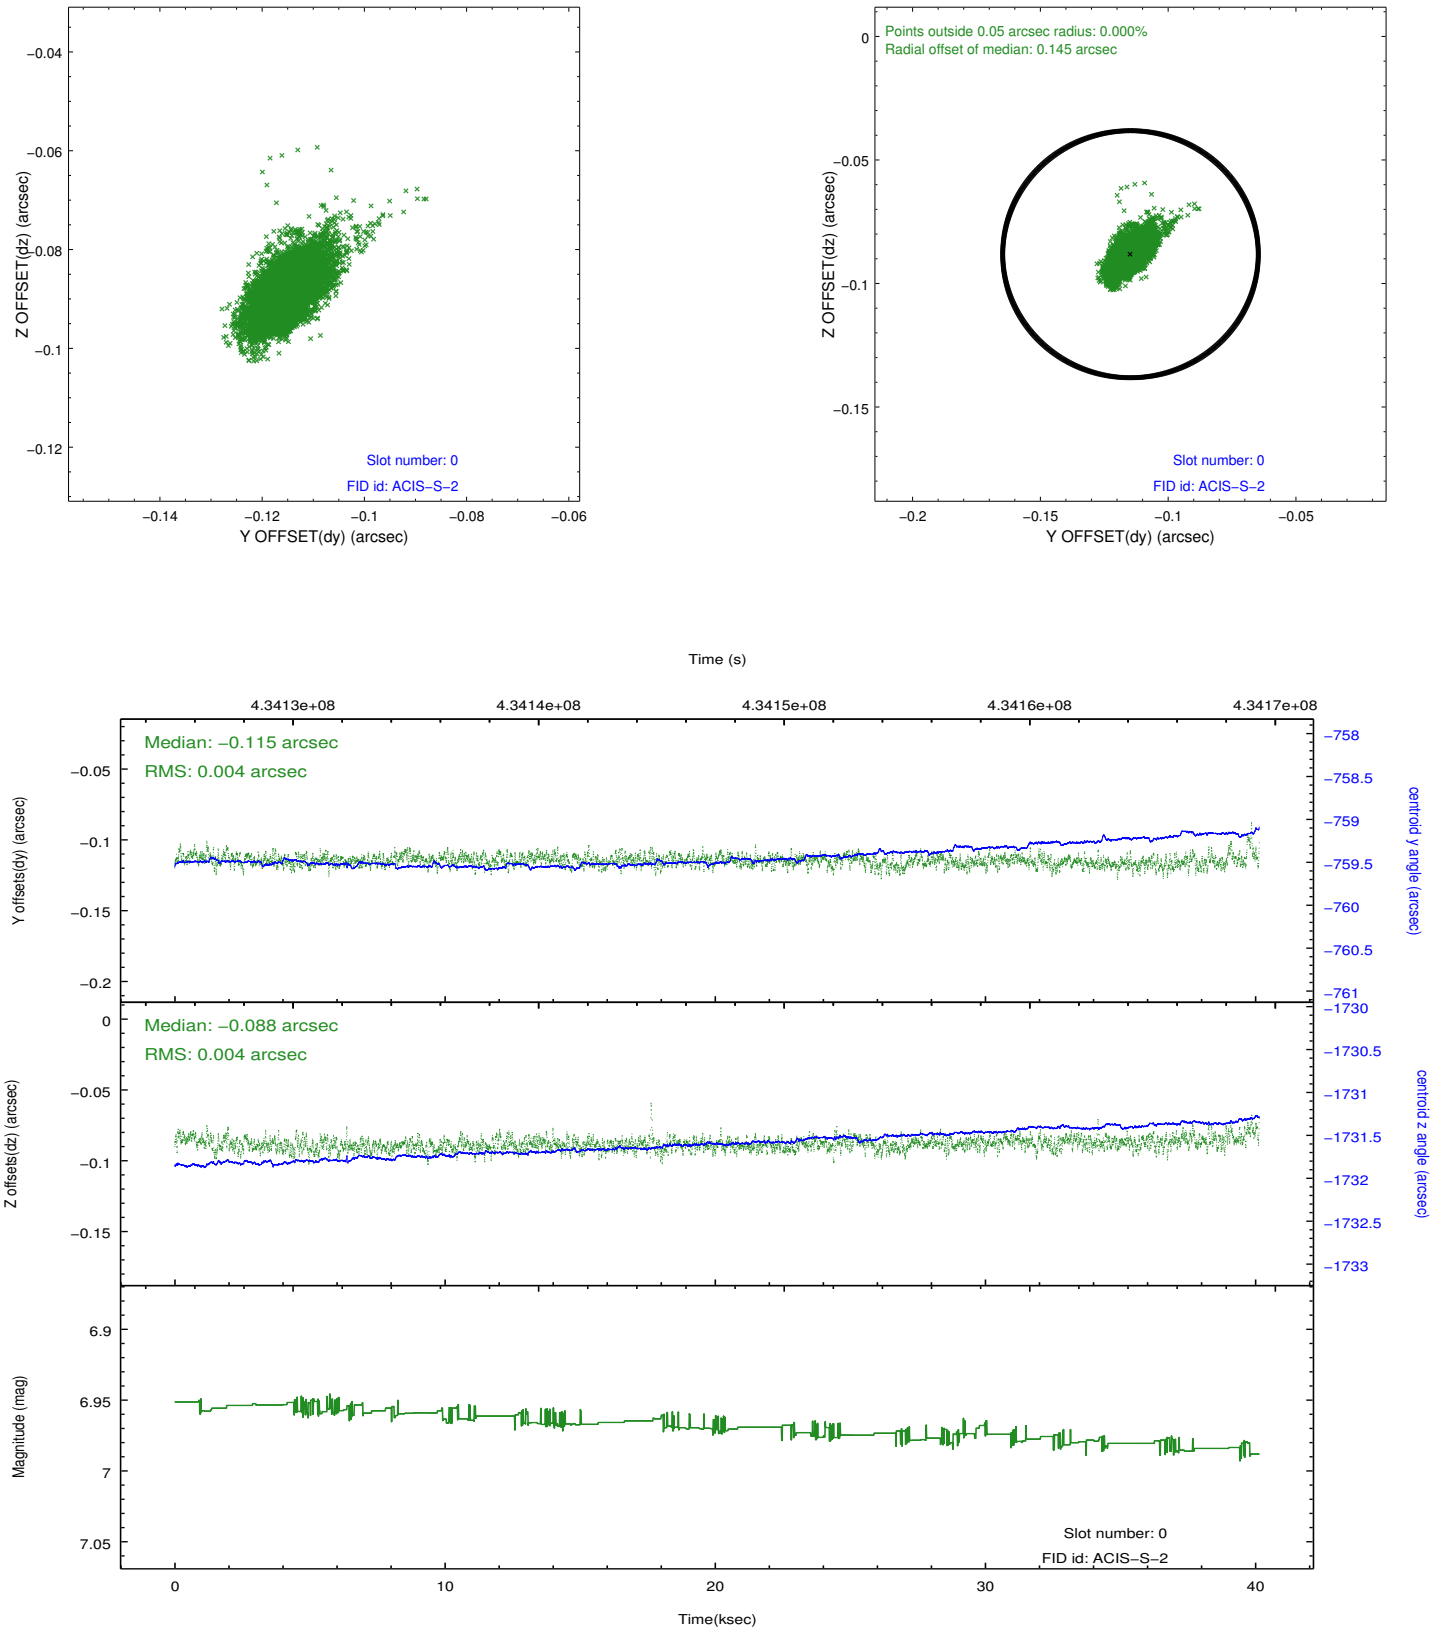 −0.04
−0.06
−0.08
−0.1
−0.12
Z OFFSET(dz) (arcsec)
Slot number: 0
FID id: ACIS−S−2
−0.14
−0.12
−0.1
−0.08
−0.06
Y OFFSET(dy) (arcsec)
Points outside 0.05 arcsec radius: 0.000%
Radial offset of median: 0.145 arcsec
0
−0.05
−0.1
−0.15
Z OFFSET(dz) (arcsec)
Slot number: 0
FID id: ACIS−S−2
−0.2
−0.15
−0.1
−0.05
Y OFFSET(dy) (arcsec)
Time (s)
4.3413e+08
4.3414e+08
4.3415e+08
4.3416e+08
4.3417e+08
Median: −0.115 arcsec
RMS: 0.004 arcsec
−0.05
−0.1
−0.15
−0.2
Y offsets(dy) (arcsec)
−758
−758.5
−759
−759.5
−760
−760.5
−761
centroid y angle (arcsec)
Median: −0.088 arcsec
RMS: 0.004 arcsec
0
−0.05
−0.1
−0.15
Z offsets(dz) (arcsec)
−1730
−1730.5
−1731
−1731.5
−1732
−1732.5
−1733
centroid z angle (arcsec)
6.9
6.95
7
7.05
Magnitude (mag)
Slot number: 0
FID id: ACIS−S−2
0
10
20
30
40
Time(ksec)